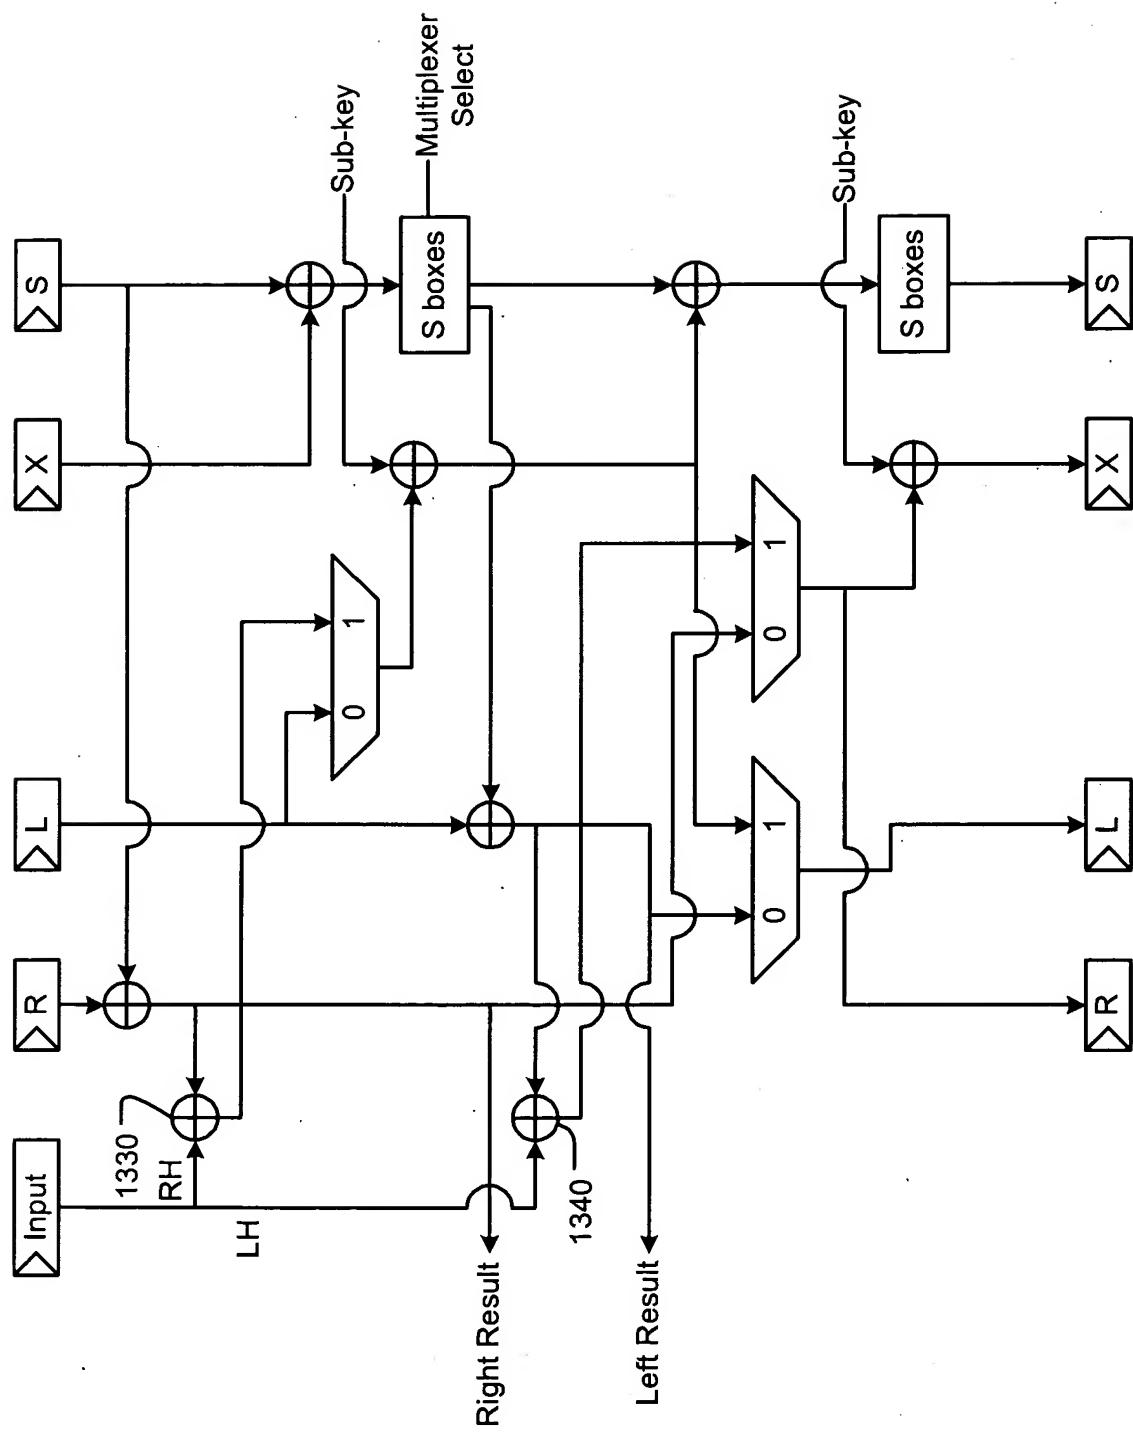 Input
R
L
X
S
1330
RH
LH
Sub-key
Multiplexer
Select
0
1
S boxes
Right Result
1340
Left Result
0
1
0
1
Sub-key
S boxes
R
L
X
S